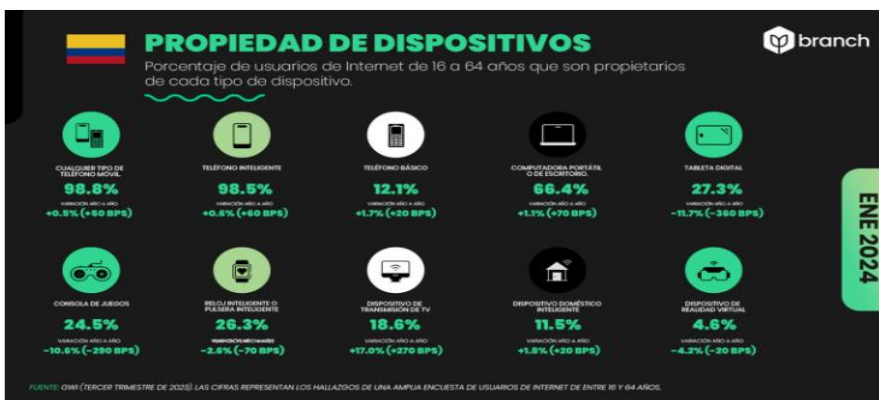 PROPIEDAD DE DISPOSITIVOS
branch
Porcentaje de usuarios de Internet de 16 a 64 años que son propietarios
de cada tipo de dispositivo.
CUALQUIER TIPO DE
TELÉFONO MÓVIL
98.8%
VARIACIÓN AÑO A AÑO
+0.5% (+50 BPS)
TELÉFONO INTELIGENTE
98.5%
VARIACIÓN AÑO A AÑO
+0.6% (+60 BPS)
TELÉFONO BÁSICO
12.1%
VARIACIÓN AÑO A AÑO
+1.7% (+20 BPS)
COMPUTADORA PORTÁTIL
O DE ESCRITORIO.
66.4%
VARIACIÓN AÑO A AÑO
+1.1% (+70 BPS)
TABLETA DIGITAL
27.3%
VARIACIÓN AÑO A AÑO
-11.7% (-360 BPS)
ENE 2024
CONSOLA DE JUEGOS
24.5%
VARIACIÓN AÑO A AÑO
-10.6% (-290 BPS)
RELOJ INTELIGENTE O
PULSERA INTELIGENTE
26.3%
-2.6% (-70 BPS)
DISPOSITIVO DE
TRANSMISIÓN DE TV
18.6%
VARIACIÓN AÑO A AÑO
+17.0% (+270 BPS)
DISPOSITIVO DOMÉSTICO
INTELIGENTE
11.5%
VARIACIÓN AÑO A AÑO
+1.8% (+20 BPS)
DISPOSITIVO DE
REALIDAD VIRTUAL
4.6%
VARIACIÓN AÑO A AÑO
-4.2% (-20 BPS)
FUENTE: GWI (TERCER TRIMESTRE DE 2023). LAS CIFRAS REPRESENTAN LOS HALLAZGOS DE UNA AMPLIA ENCUESTA DE USUARIOS DE INTERNET DE ENTRE 16 Y 64 AÑOS.